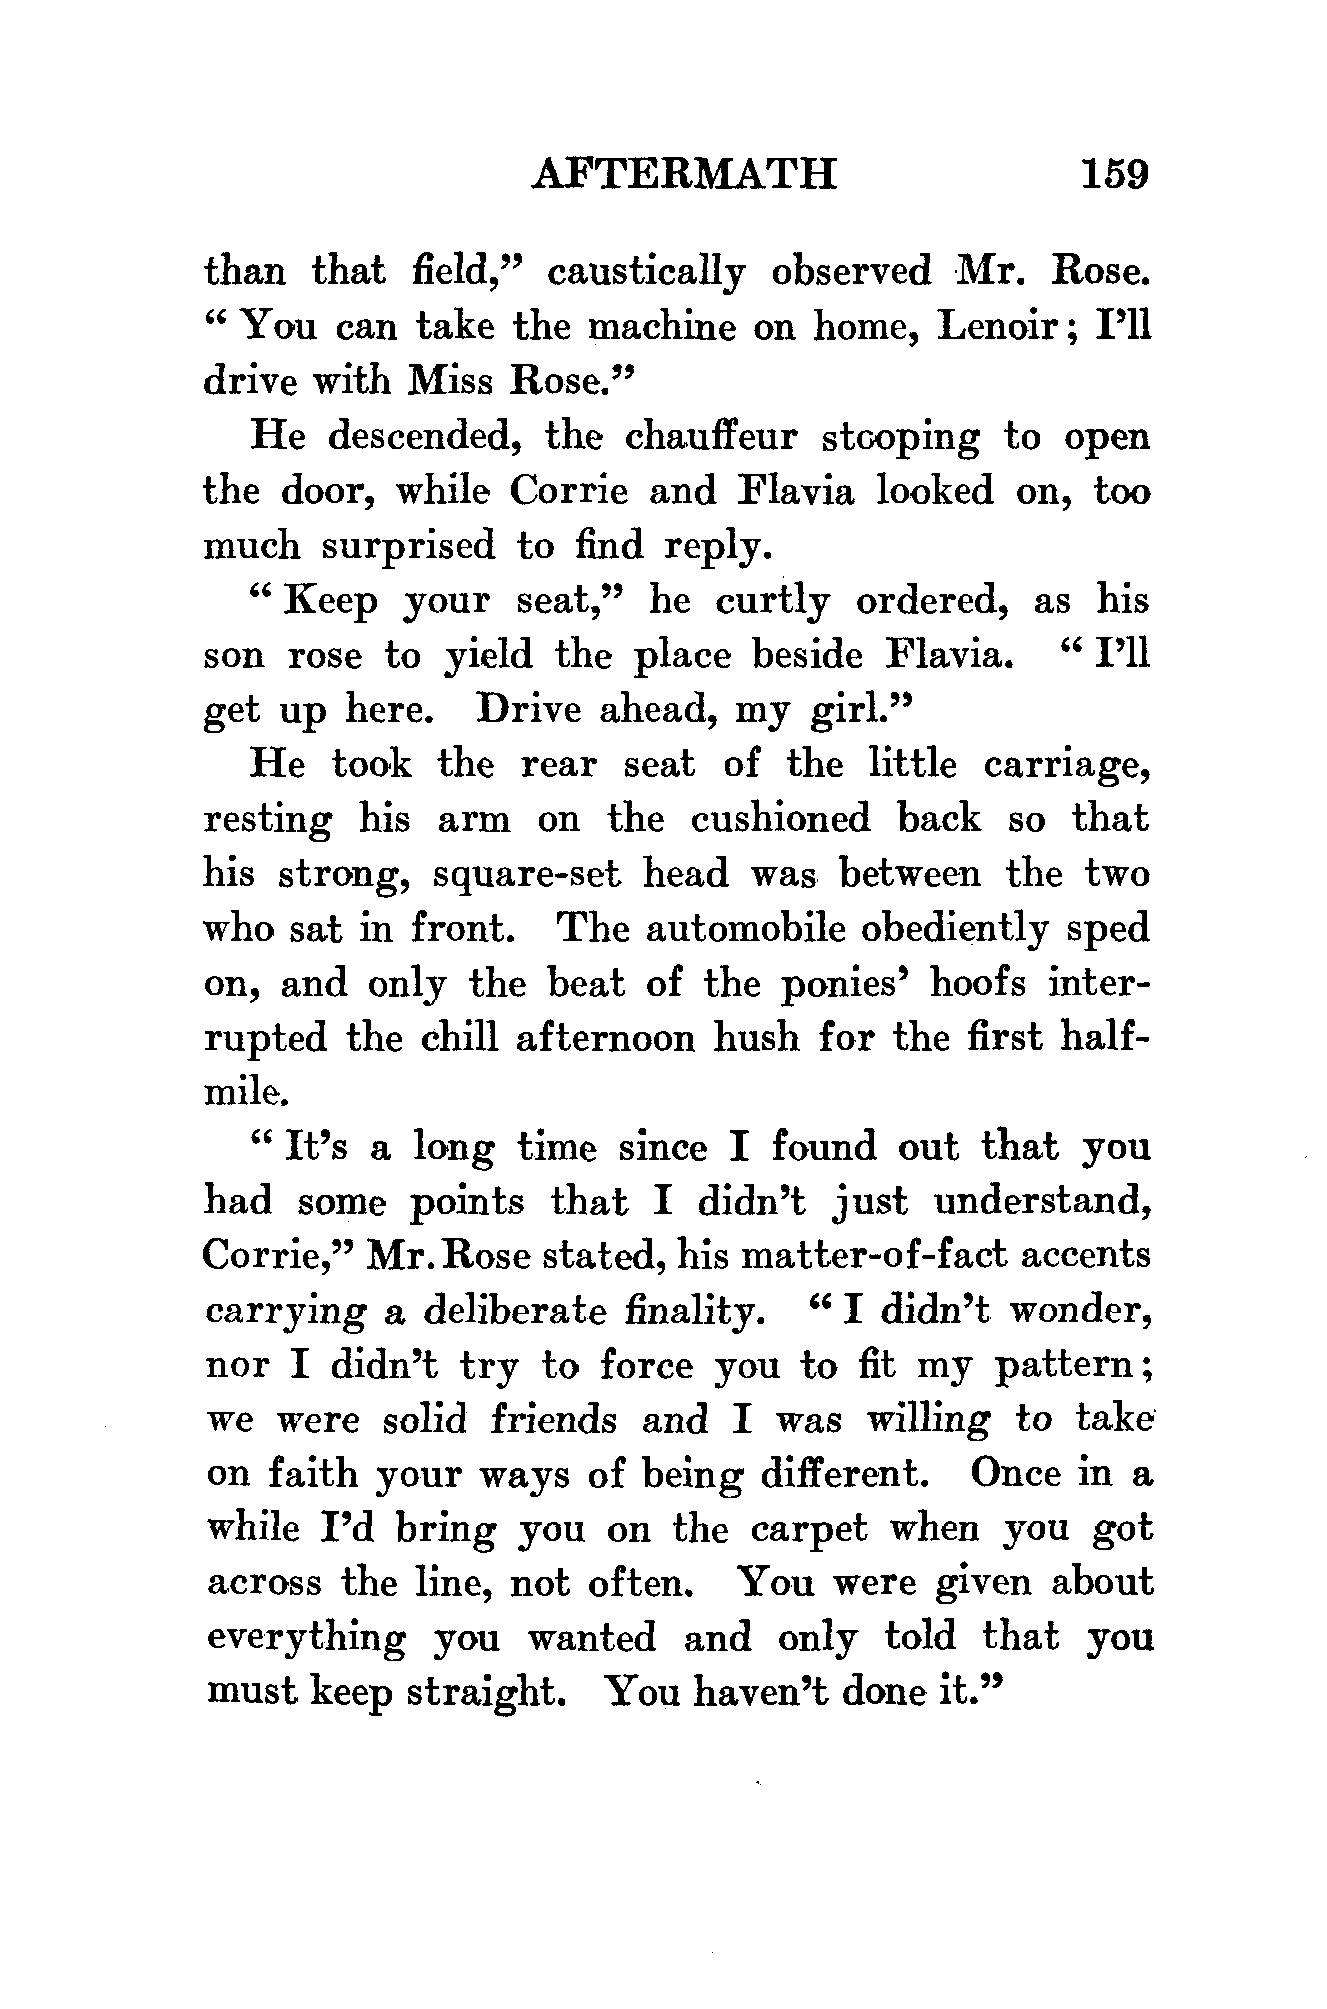 AFTERMATH 159
than that field,” caustically observed Mr. Rose.
“ You can take the machine on home, Lenoir ; I’ll
drive with Miss Rose.”
He descended, the chauffeur stooping to open
the door, while Corrie and Flavia looked on, too
much surprised to find reply.
“ Keep your seat,” he curtly ordered, as his
son rose to yield the place beside Flavia. “ I’ll
get up here. Drive ahead, my girl.”
He took the rear seat of the little carriage,
resting his arm on the cushioned back so that
his strong, square-set head was between the two
who sat in front. The automobile obediently sped
on, and only the beat of the ponies’ hoofs inter-
rupted the chill afternoon hush for the first half-
mile.
“ It’s a long time since I found out that you
had some points that I didn’t just understand,
Corrie,” Mr. Rose stated, his matter-of-fact accents
carrying a deliberate finality. “ I didn’t wonder,
nor I didn’t try to force you to fit my pattern ;
we were solid friends and I was willing to take
on faith your ways of being different. Once in a
while I’d bring you on the carpet when you got
across the line, not often. You were given about
everything you wanted and only told that you
must keep straight. You haven’t done it.”